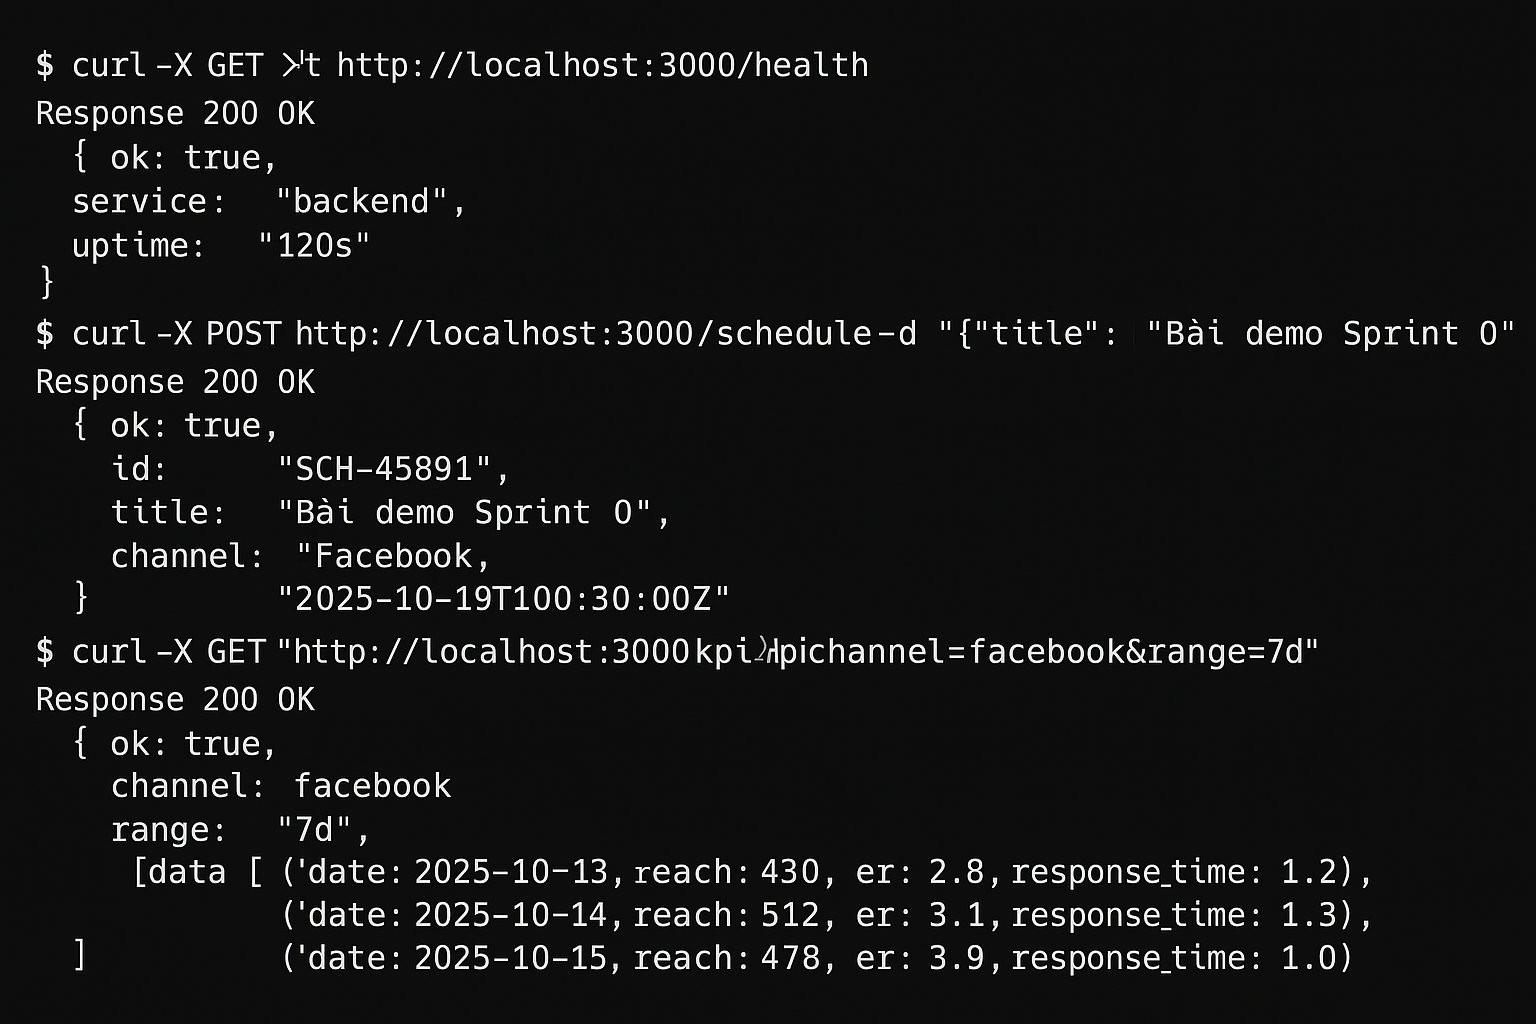 $ curl -X GET http://localhost:3000/health
Response 200 OK
{ ok: true,
service: "backend",
uptime: "120s"
}
$ curl -X POST http://localhost:3000/schedule-d "{"title": "Bài demo Sprint 0"
Response 200 OK
{ ok: true,
id: "SCH-45891",
title: "Bài demo Sprint 0",
channel: "Facebook,
} "2025-10-19T100:30:00Z"
$ curl -X GET "http://localhost:3000kpi channel=facebook&range=7d"
Response 200 OK
{ ok: true,
channel: facebook
range: "7d",
[data [ ('date: 2025-10-13, reach: 430, er: 2.8, response_time: 1.2),
('date: 2025-10-14, reach: 512, er: 3.1, response_time: 1.3),
] ('date: 2025-10-15, reach: 478, er: 3.9, response_time: 1.0)